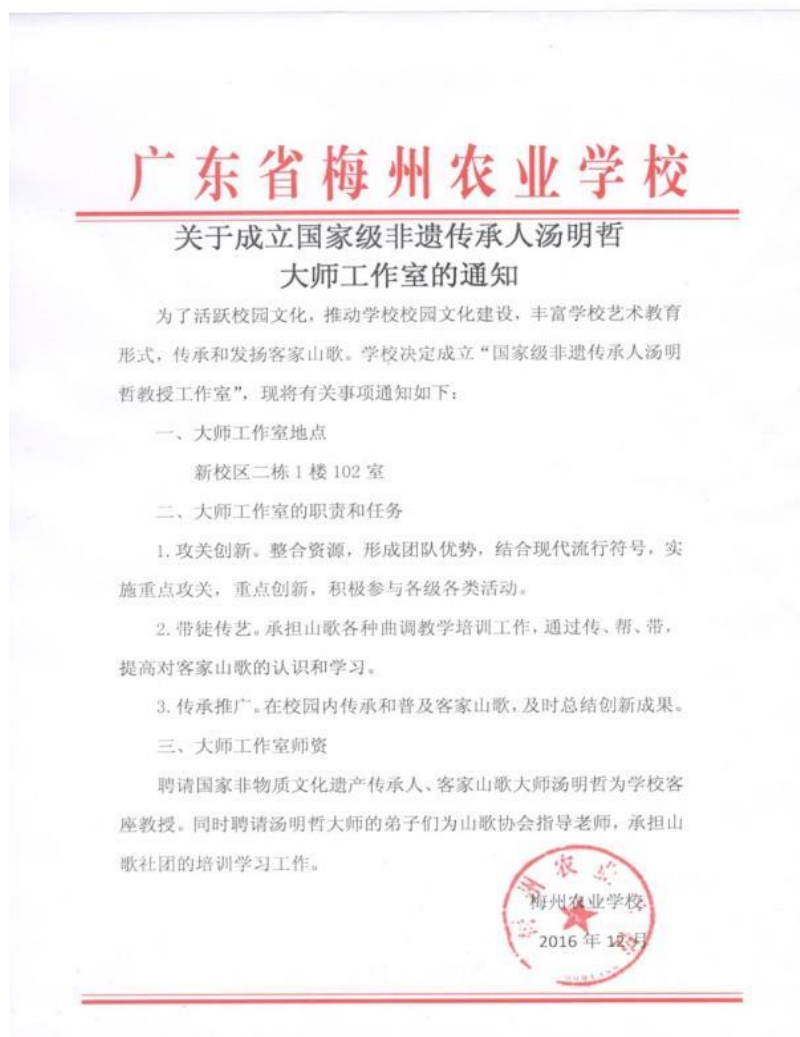 广东省梅州农业学校
关于成立国家级非遗传承人汤明哲
大师工作室的通知
为了活跃校园文化，推动学校校园文化建设，丰富学校艺术教育
形式，传承和发扬客家山歌。学校决定成立“国家级非遗传承人汤明
哲教授工作室”，现将有关事项通知如下：
一、大师工作室地点
新校区二栋1楼102室
二、大师工作室的职责和任务
1.攻关创新。整合资源，形成团队优势，结合现代流行符号，实
施重点攻关，重点创新，积极参与各级各类活动。
2.带徒传艺。承担山歌各种曲调教学培训工作，通过传、帮、带，
提高对客家山歌的认识和学习。
3.传承推广。在校园内传承和普及客家山歌，及时总结创新成果。
三、大师工作室师资
聘请国家非物质文化遗产传承人、客家山歌大师汤明哲为学校客
座教授。同时聘请汤明哲大师的弟子们为山歌协会指导老师，承担山
歌社团的培训学习工作。
梅州农业学校
2016年12月